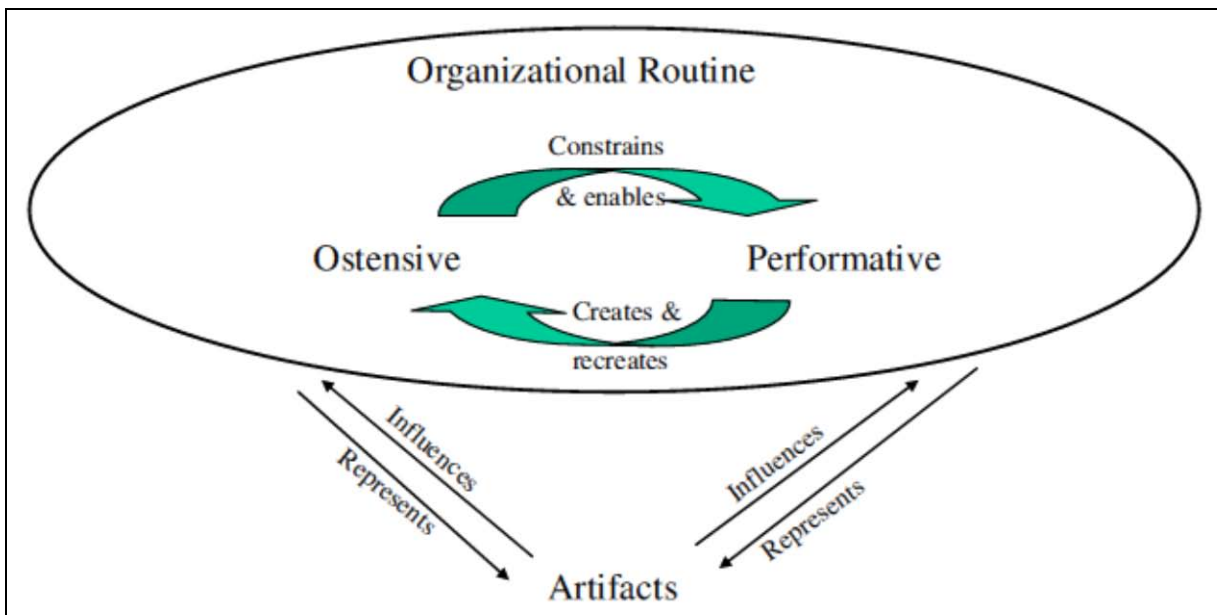 Organizational Routine
Constrains
& enables
Ostensive
Performative
Creates &
recreates
Influences
Represents
Influences
Represents
Artifacts